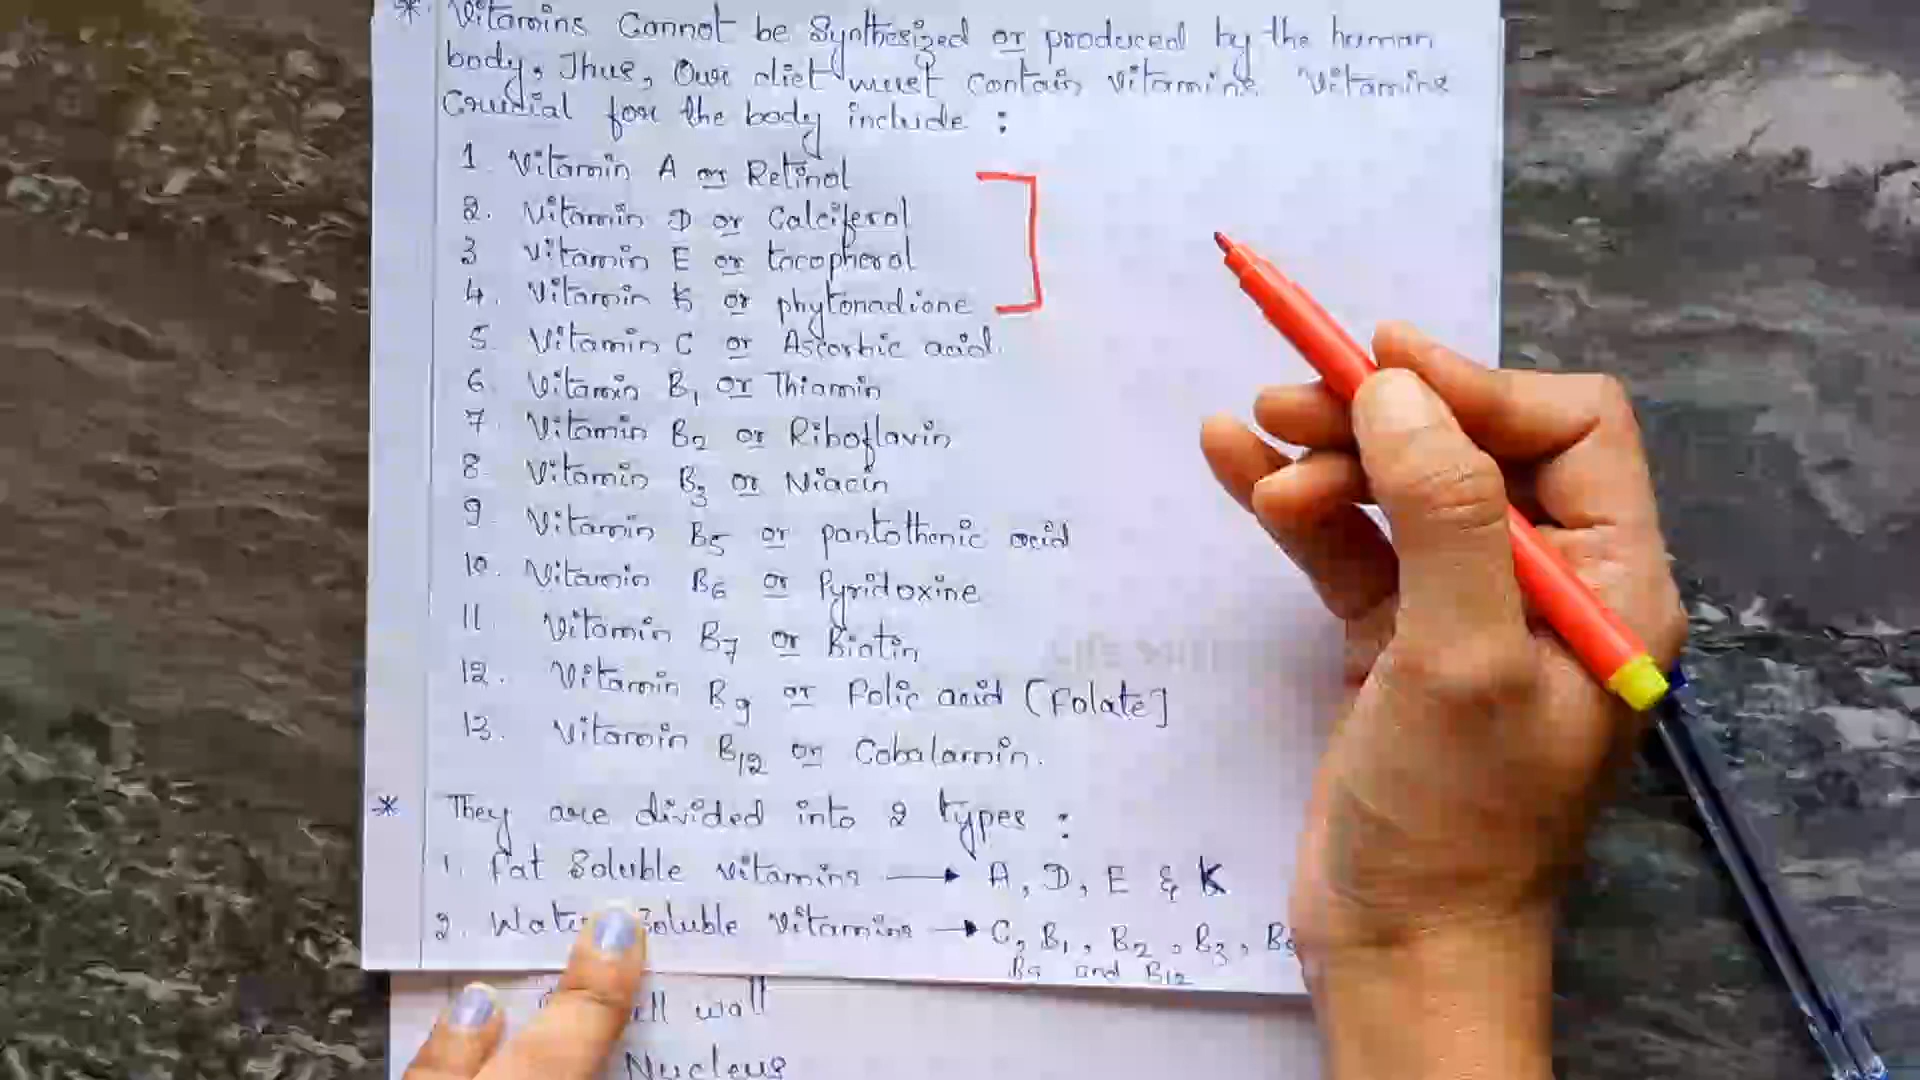 * Vitamins Cannot be Synthesized or produced by the human
body. Thus, Our diet must contain vitamins. Vitamins
Crucial for the body include :
1 Vitamin A or Retinol
2. Vitamin D or Calciferol
3 Vitamin E or tocopherol
4. Vitamin K or phytonadione
5. Vitamin C or Ascorbic acid.
6. Vitamin B1 or Thiamin
7 Vitamin B2 or Riboflavin
8 Vitamin B3 or Niacin
9 Vitamin B5 or pantothenic acid
10. Vitamin B6 or Pyridoxine
11 Vitamin B7 or Biotin
12. Vitamin B9 or Folic acid [Folate]
13. Vitamin B12 or Cobalamin.
* They are divided into 2 types :
1. Fat Soluble vitamins → A, D, E & K
2. Water Soluble Vitamins → C, B1, B2, B3, B5
B9 and B12
wall
Nucleus